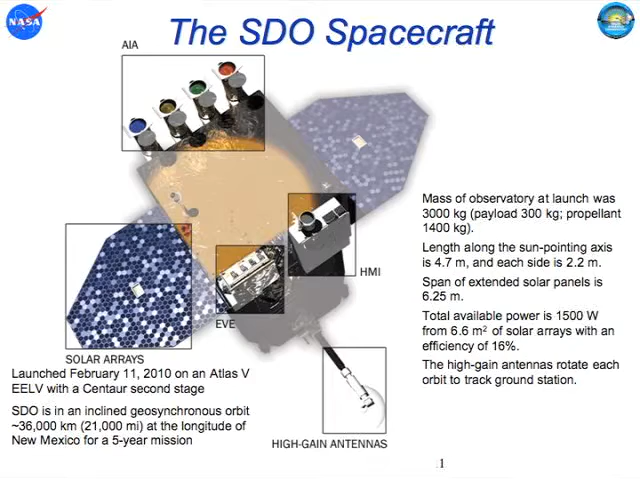 NASA
The SDO Spacecraft
AIA
HMI
EVE
SOLAR ARRAYS
HIGH-GAIN ANTENNAS
Launched February 11, 2010 on an Atlas V
EELV with a Centaur second stage
SDO is in an inclined geosynchronous orbit
~36,000 km (21,000 mi) at the longitude of
New Mexico for a 5-year mission
Mass of observatory at launch was
3000 kg (payload 300 kg; propellant
1400 kg).
Length along the sun-pointing axis
is 4.7 m, and each side is 2.2 m.
Span of extended solar panels is
6.25 m.
Total available power is 1500 W
from 6.6 m² of solar arrays with an
efficiency of 16%.
The high-gain antennas rotate each
orbit to track ground station.
.1